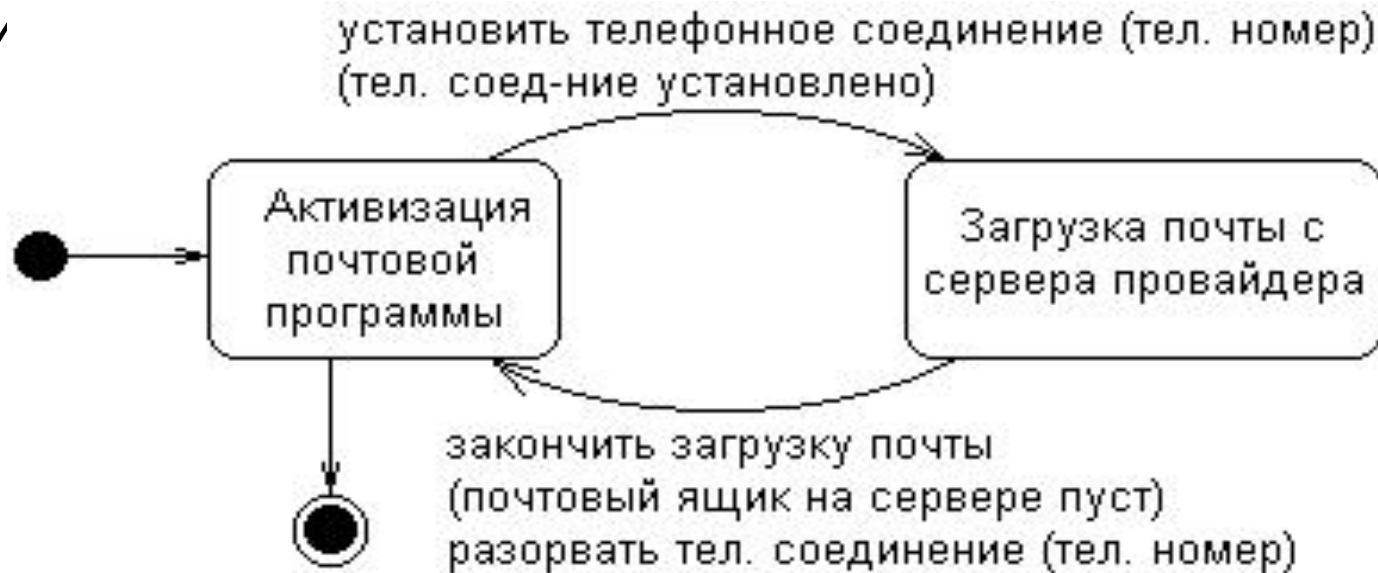 установить телефонное соединение (тел. номер)
(тел. соед-ние установлено)
Активизация
почтовой
программы
Загрузка почты с
сервера провайдера
закончить загрузку почты
(почтовый ящик на сервере пуст)
разорвать тел. соединение (тел. номер)